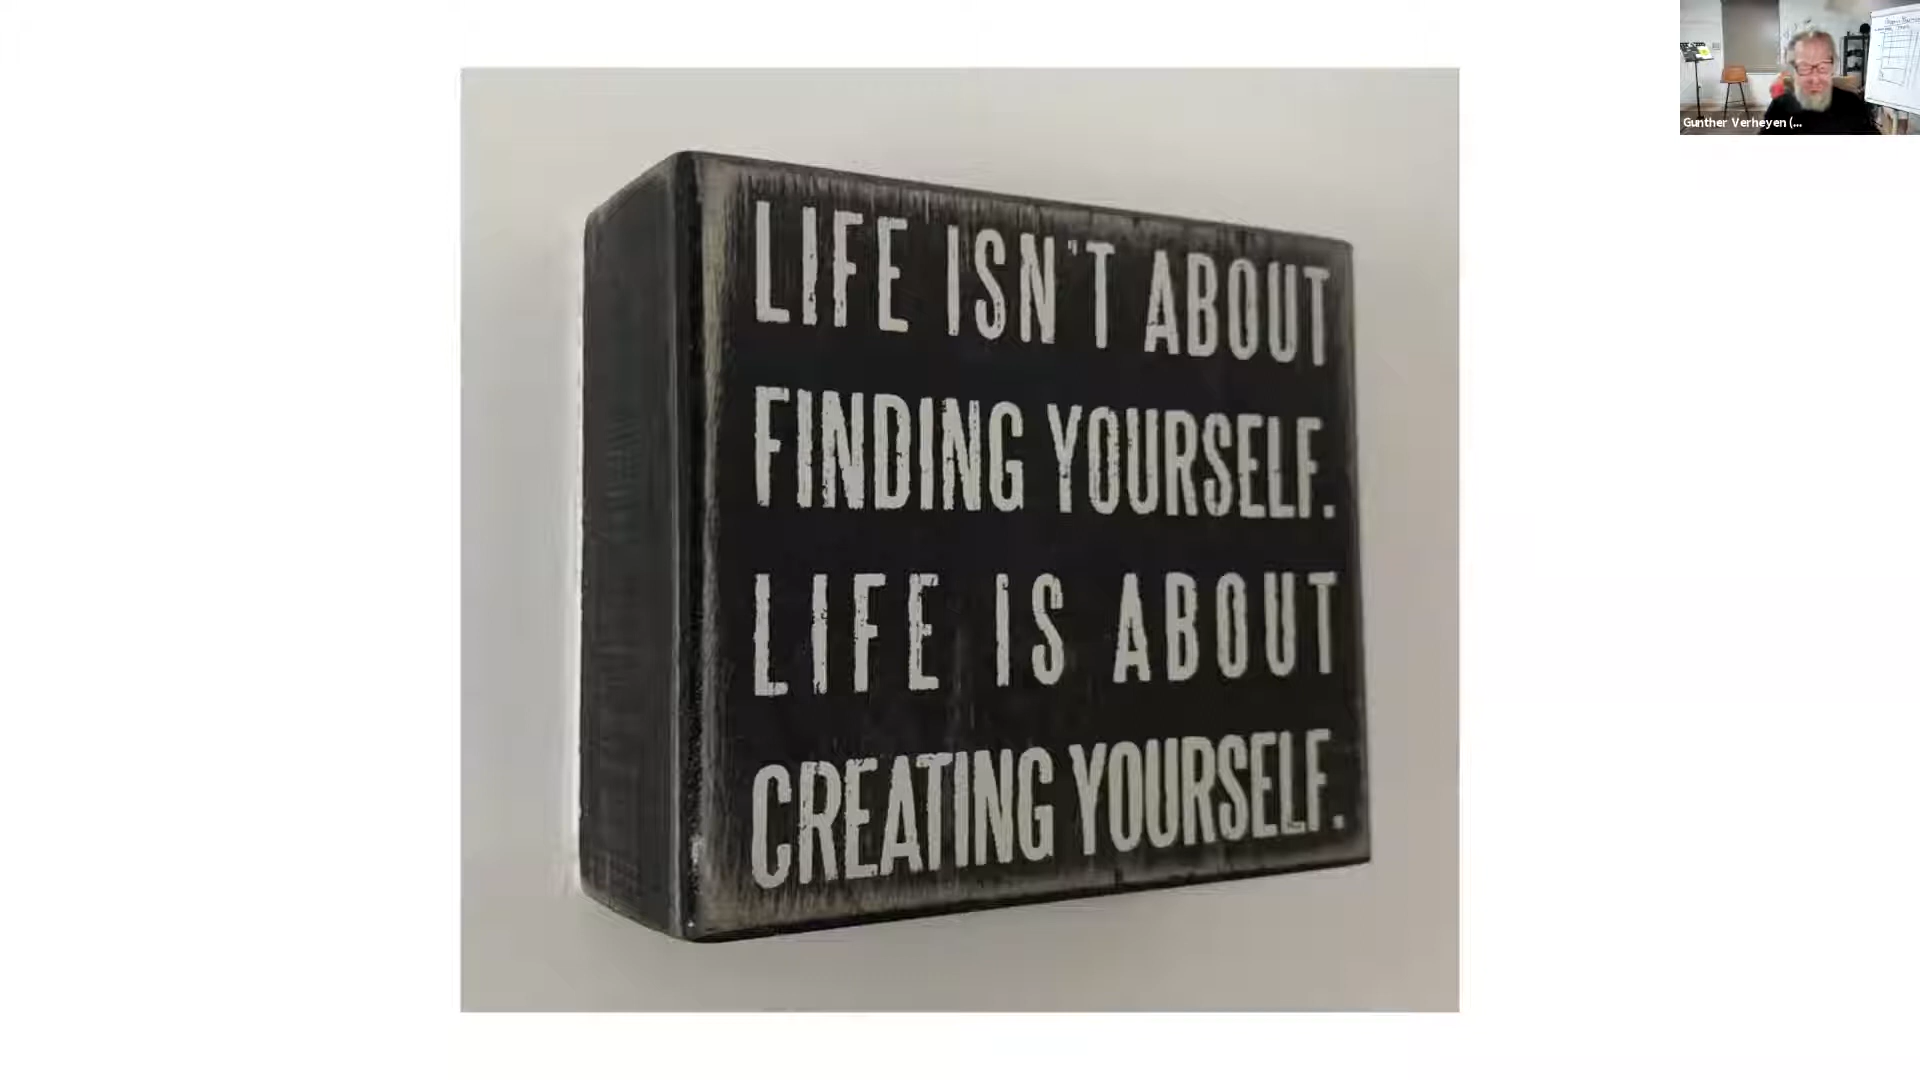 LIFE ISN'T ABOUT
FINDING YOURSELF.
LIFE IS ABOUT
CREATING YOURSELF.
Gunther Verheyen (...